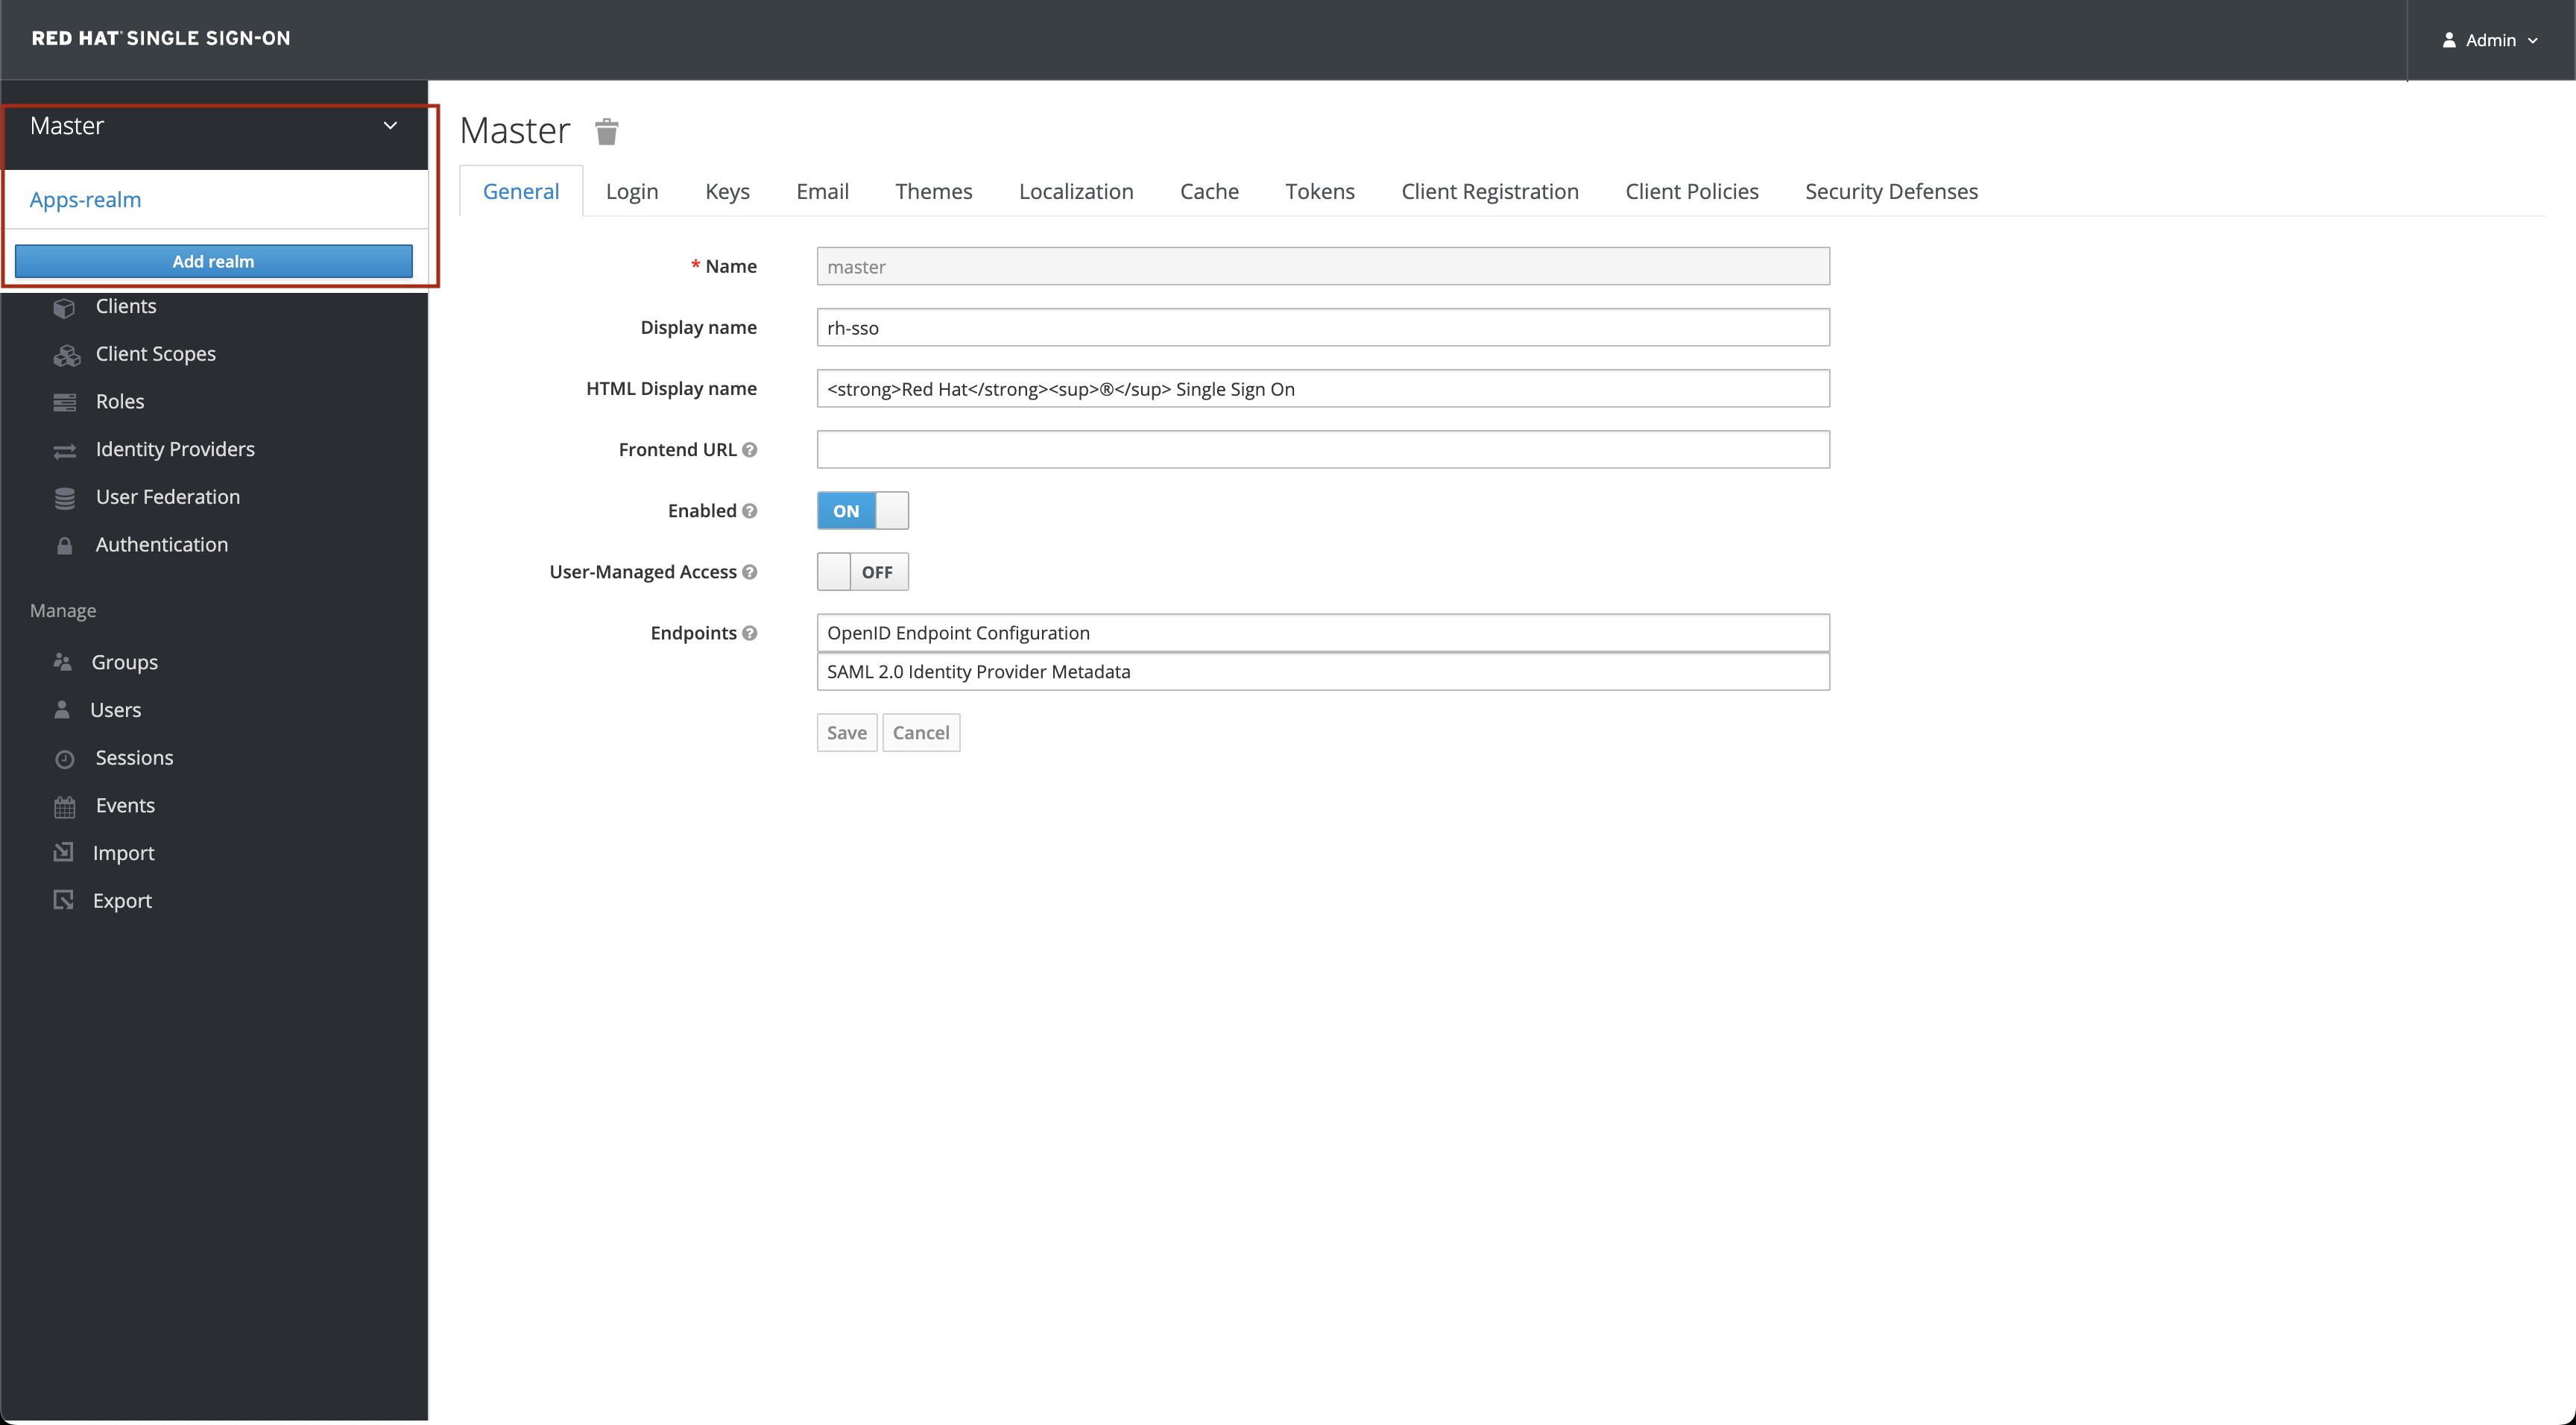 RED HAT® SINGLE SIGN-ON
Admin
Master
Apps-realm
Add realm
Clients
Client Scopes
Roles
Identity Providers
User Federation
Authentication
Manage
Groups
Users
Sessions
Events
Import
Export
Master
General Login Keys Email Themes Localization Cache Tokens Client Registration Client Policies Security Defenses
* Name master
Display name rh-sso
HTML Display name <strong>Red Hat</strong><sup>®</sup> Single Sign On
Frontend URL
Enabled ON
User-Managed Access OFF
Endpoints OpenID Endpoint Configuration
SAML 2.0 Identity Provider Metadata
Save Cancel